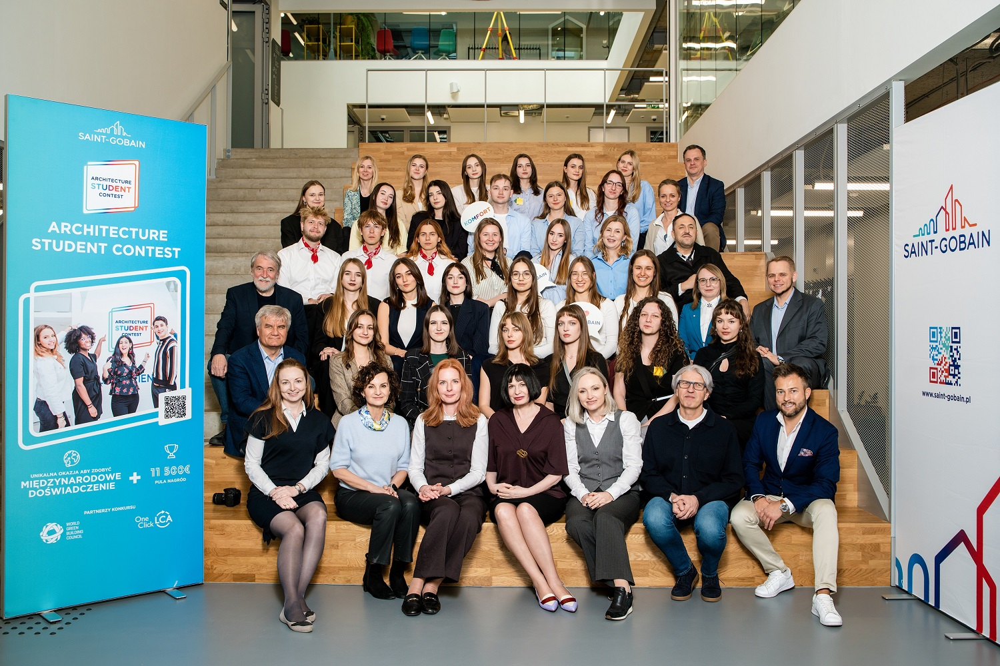 SAINT-GOBAIN
ARCHITECTURE
STUDENT
CONTEST
ARCHITECTURE
STUDENT CONTEST
ARCHITECTURE
STUDENT
CONTEST
UNIKALNA OKAZJA ABY ZDOBYĆ
MIĘDZYNARODOWE
DOŚWIADCZENIE
+
11 500€
PULA NAGRÓD
PARTNERZY KONKURSU
WORLD
GREEN
BUILDING
COUNCIL
One
Click LCA
KOMFORT
SAINT-GOBAIN
www.saint-gobain.pl